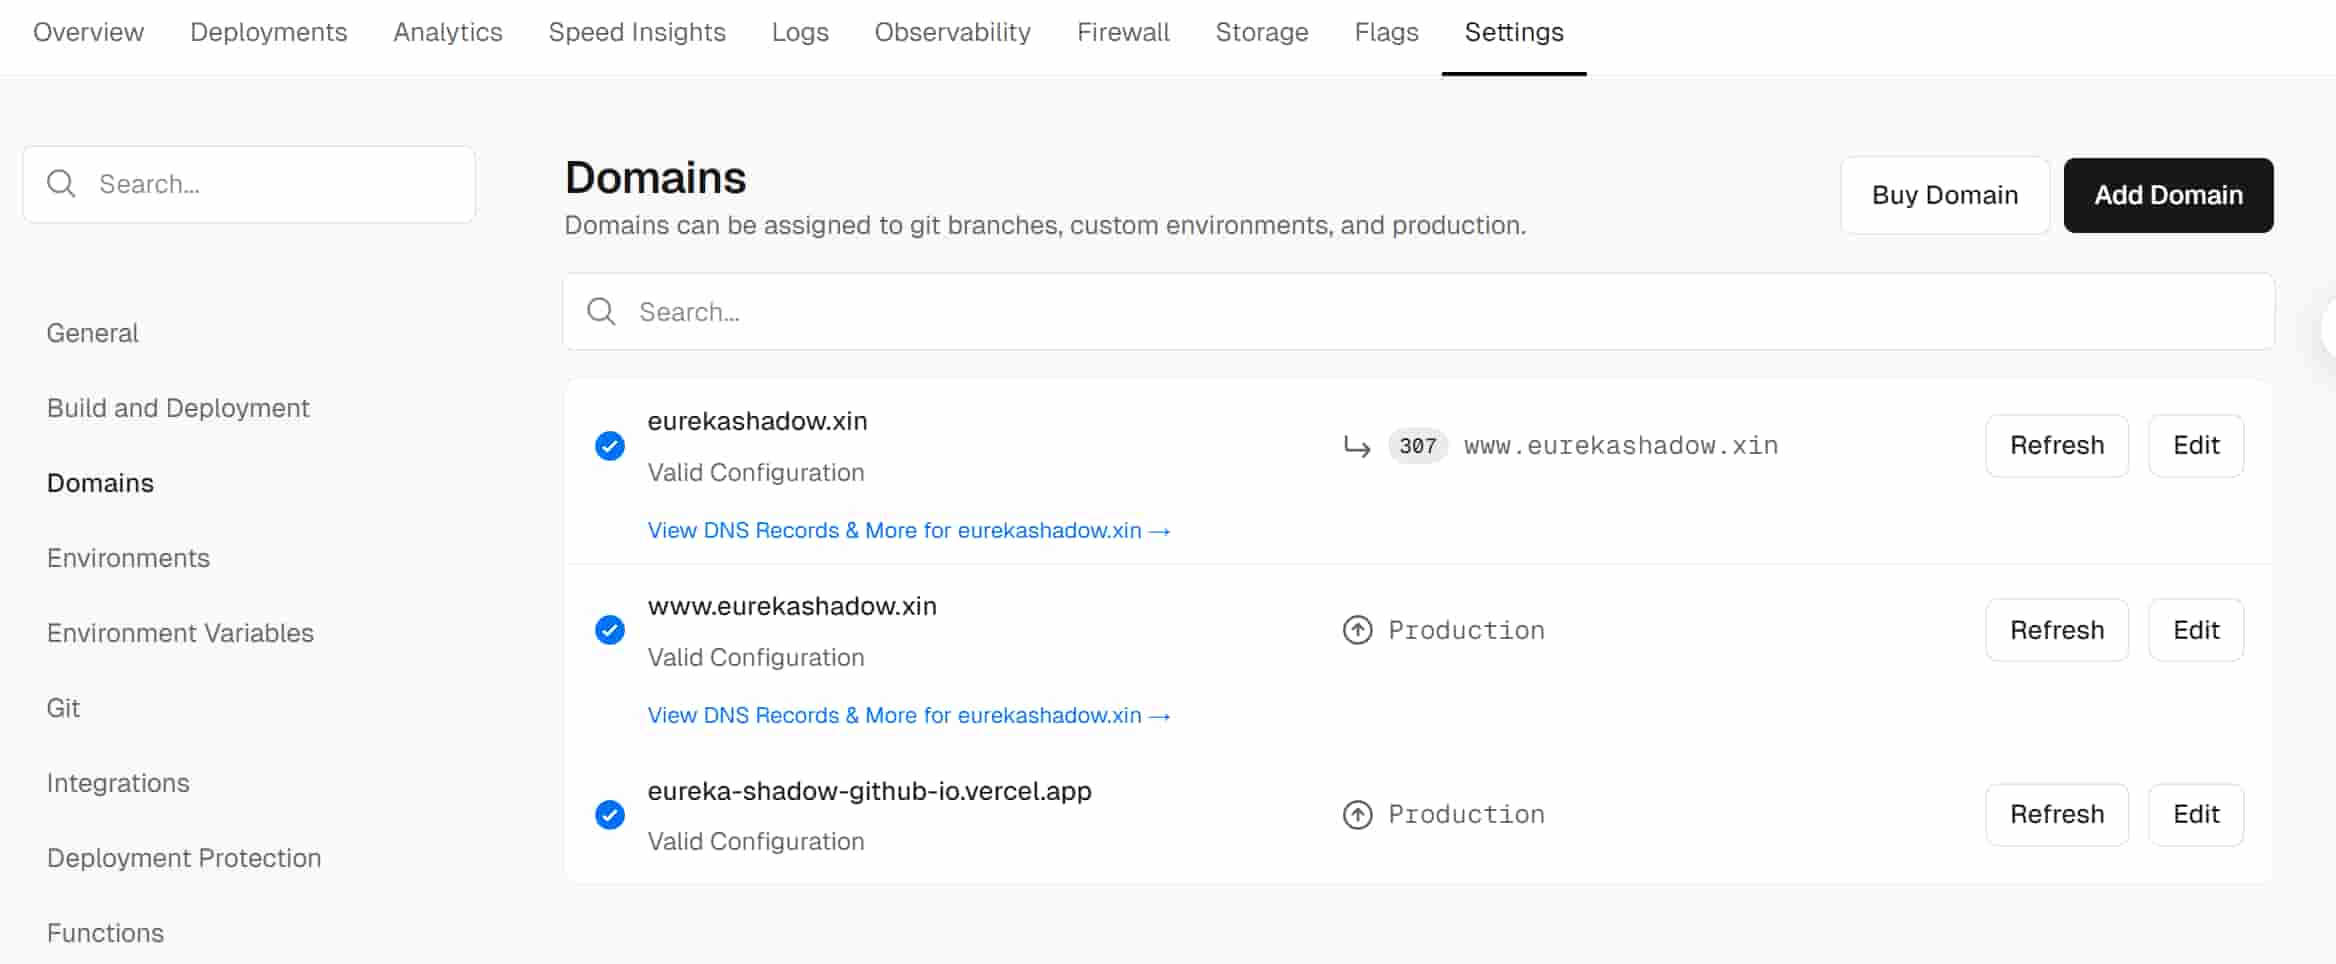 Overview Deployments Analytics Speed Insights Logs Observability Firewall Storage Flags Settings
Search...
General
Build and Deployment
Domains
Environments
Environment Variables
Git
Integrations
Deployment Protection
Functions
Domains
Domains can be assigned to git branches, custom environments, and production.
Buy Domain Add Domain
Search...
eurekashadow.xin
Valid Configuration
307 www.eurekashadow.xin
Refresh Edit
View DNS Records & More for eurekashadow.xin →
www.eurekashadow.xin
Valid Configuration
Production
Refresh Edit
View DNS Records & More for eurekashadow.xin →
eureka-shadow-github-io.vercel.app
Valid Configuration
Production
Refresh Edit